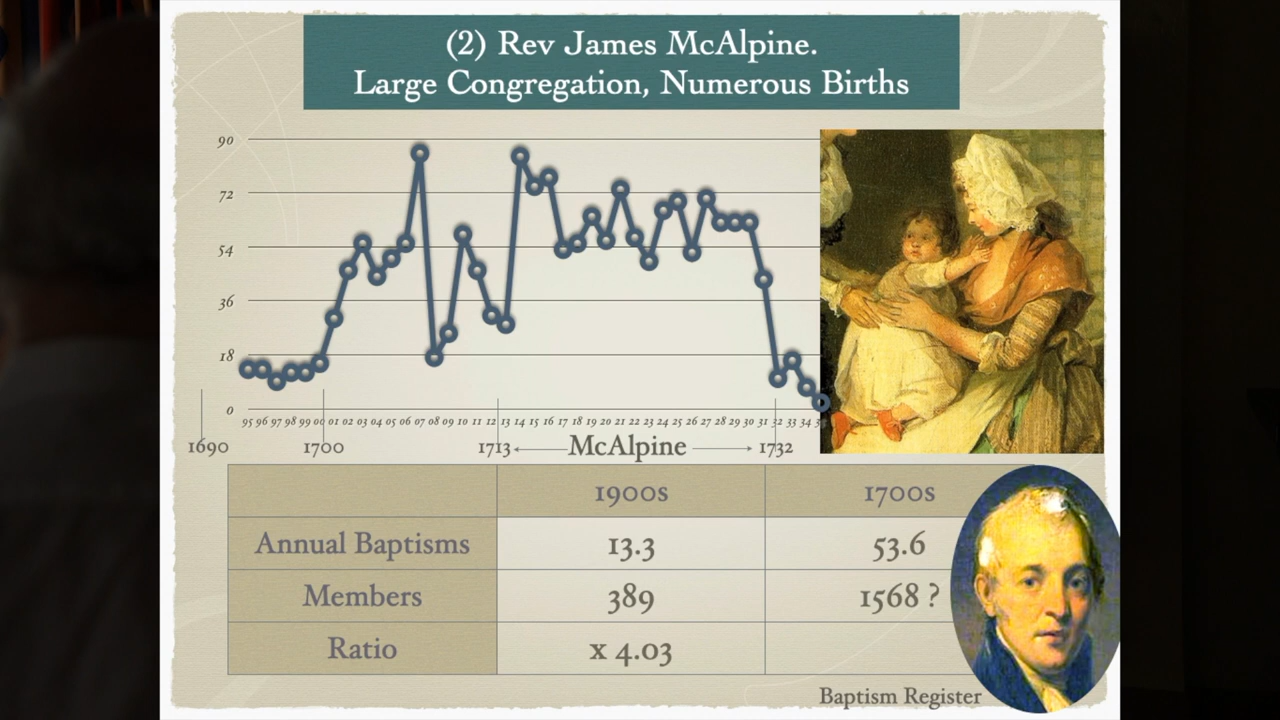 (2) Rev James McAlpine.
Large Congregation, Numerous Births
90
72
54
36
18
0
95 96 97 98 99 00 01 02 03 04 05 06 07 08 09 10 11 12 13 14 15 16 17 18 19 20 21 22 23 24 25 26 27 28 29 30 31 32 33 34
1690 1700 1713 McAlpine 1732
1900s 1700s
Annual Baptisms 13.3 53.6
Members 389 1568 ?
Ratio x 4.03
Baptism Register